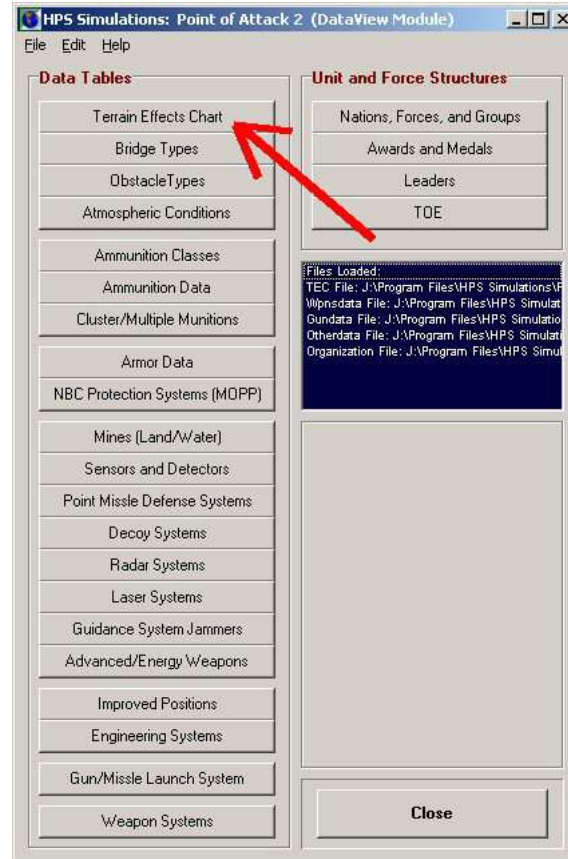 HPS Simulations: Point of Attack 2 (DataView Module)
File Edit Help
Data Tables
Terrain Effects Chart
Bridge Types
ObstacleTypes
Atmospheric Conditions
Ammunition Classes
Ammunition Data
Cluster/Multiple Munitions
Armor Data
NBC Protection Systems (MOPP)
Mines (Land/Water)
Sensors and Detectors
Point Missle Defense Systems
Decoy Systems
Radar Systems
Laser Systems
Guidance System Jammers
Advanced/Energy Weapons
Improved Positions
Engineering Systems
Gun/Missle Launch System
Weapon Systems
Unit and Force Structures
Nations, Forces, and Groups
Awards and Medals
Leaders
TOE
Files Loaded:
TEC File: J:\Program Files\HPS Simulations\P
Wpnsdata File: J:\Program Files\HPS Simulat
Gundata File: J:\Program Files\HPS Simulatio
Otherdata File: J:\Program Files\HPS Simulati
Organization File: J:\Program Files\HPS Simul
Close